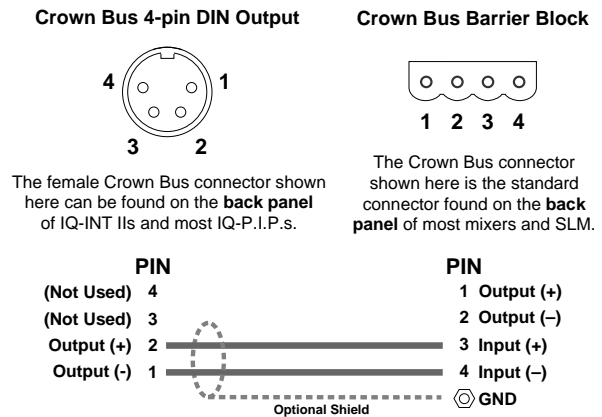 Crown Bus 4-pin DIN Output
4 1
3 2
The female Crown Bus connector shown
here can be found on the back panel
of IQ-INT IIs and most IQ-P.I.P.s.
Crown Bus Barrier Block
1 2 3 4
The Crown Bus connector
shown here is the standard
connector found on the back
panel of most mixers and SLM.
PIN
(Not Used) 4
(Not Used) 3
Output (+) 2
Output (-) 1
PIN
1 Output (+)
2 Output (–)
3 Input (+)
4 Input (–)
GND
Optional Shield